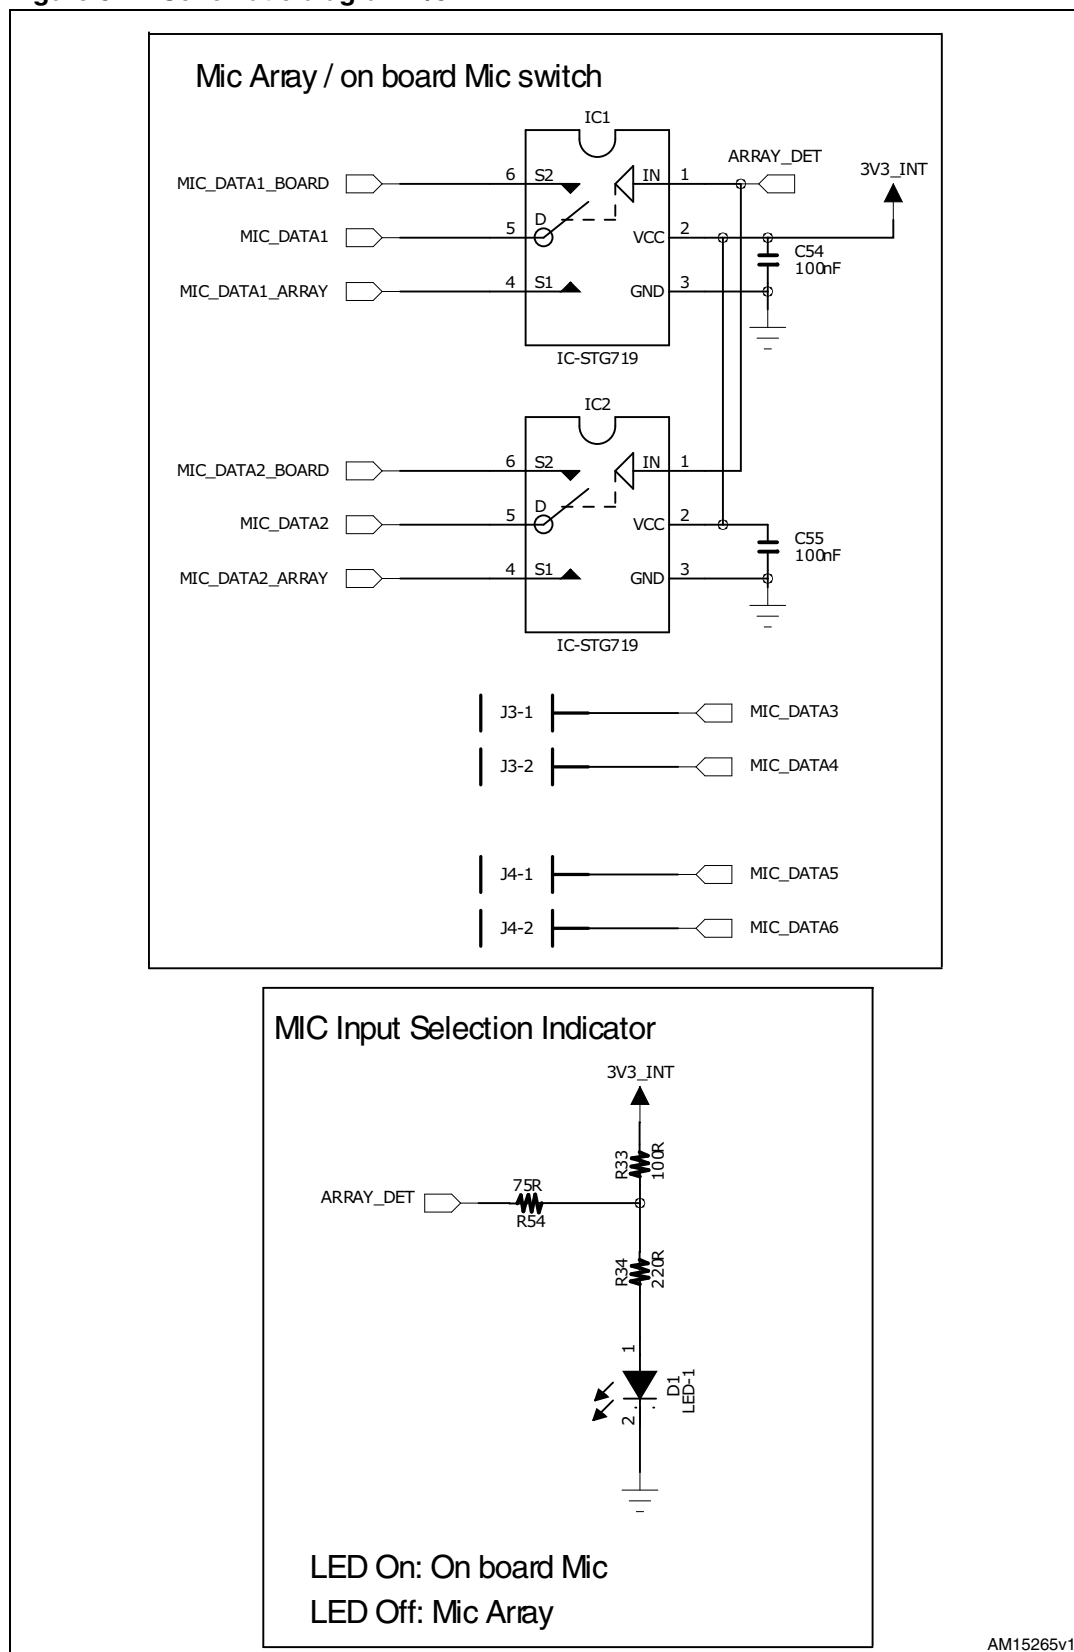 Mic Array / on board Mic switch
IC1
ARRAY_DET
3V3_INT
MIC_DATA1_BOARD 6 S2 IN 1
MIC_DATA1 5 D VCC 2
C54
100nF
MIC_DATA1_ARRAY 4 S1 GND 3
IC-STG719
IC2
MIC_DATA2_BOARD 6 S2 IN 1
MIC_DATA2 5 D VCC 2
C55
100nF
MIC_DATA2_ARRAY 4 S1 GND 3
IC-STG719
J3-1 MIC_DATA3
J3-2 MIC_DATA4
J4-1 MIC_DATA5
J4-2 MIC_DATA6
MIC Input Selection Indicator
3V3_INT
R33
100R
75R
ARRAY_DET
R54
R34
220R
1
D1
LED-1
2
LED On: On board Mic
LED Off: Mic Array
AM15265v1